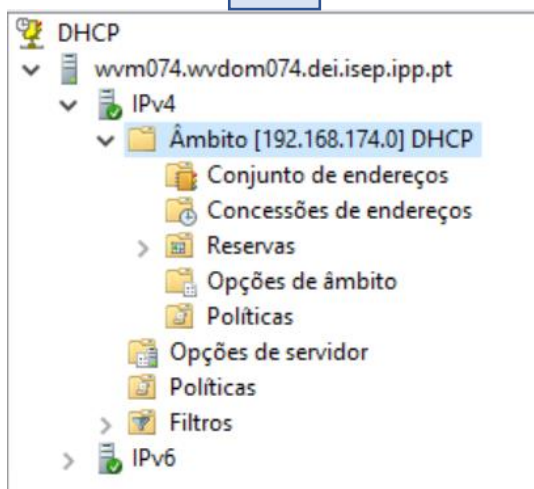 DHCP
wvm074.wvdom074.dei.isep.ipp.pt
IPv4
Âmbito [192.168.174.0] DHCP
Conjunto de endereços
Concessões de endereços
Reservas
Opções de âmbito
Políticas
Opções de servidor
Políticas
Filtros
IPv6